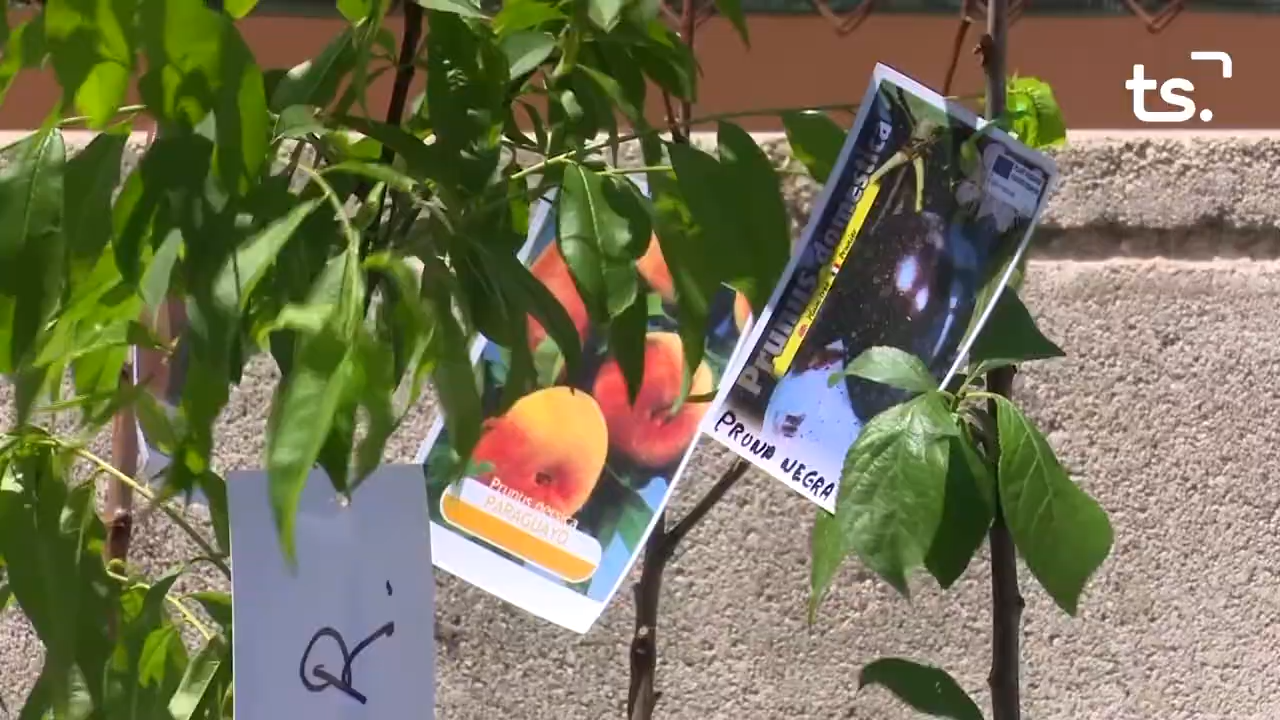 ts.
Prunus domestica
PRUNA NEGRA
Prunus persica
PARAGUAYO
R.